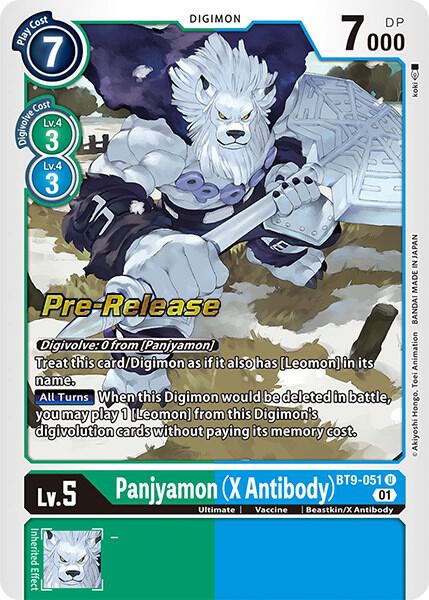 DIGIMON
Play Cost
7
DP
7000
koki
Digivolve Cost
Lv.4
3
Lv.4
3
Pre-Release
Digivolve: 0 from [Panjyamon]
Treat this card/Digimon as if it also has [Leomon] in its
name.
All Turns When this Digimon would be deleted in battle,
you may play 1 [Leomon] from this Digimon's
digivolution cards without paying its memory cost.
© Akiyoshi Hongo, Toei Animation BANDAI MADE IN JAPAN
Lv.5
Panjyamon (X Antibody)
BT9-051 U
01
Ultimate | Vaccine | Beastkin/X Antibody
Inherited Effect
-